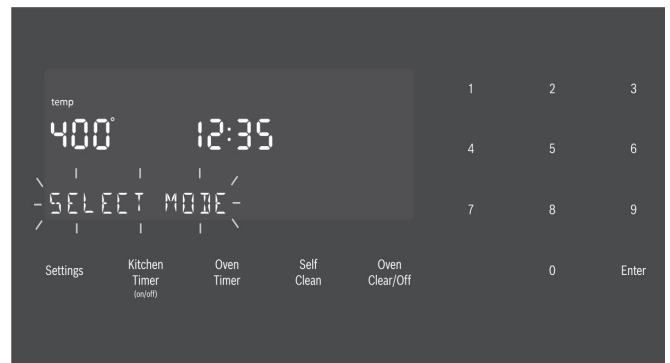 temp
400° 12:35
SELECT MODE
1 2 3
4 5 6
7 8 9
0 Enter
Settings
Kitchen
Timer
(on/off)
Oven
Timer
Self
Clean
Oven
Clear/Off